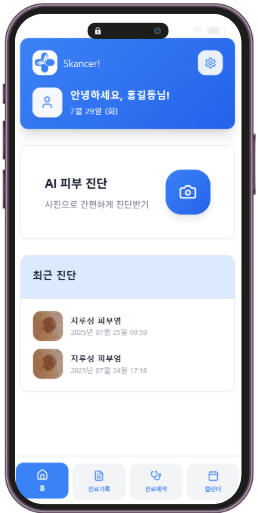 Skancer!
안녕하세요, 홍길동님!
7월 29일 (화)
AI 피부 진단
사진으로 간편하게 진단받기
최근 진단
지루성 피부염
2025년 07월 25일 09:59
지루성 피부염
2025년 07월 24일 17:18
홈
진료기록
진료예약
캘린더